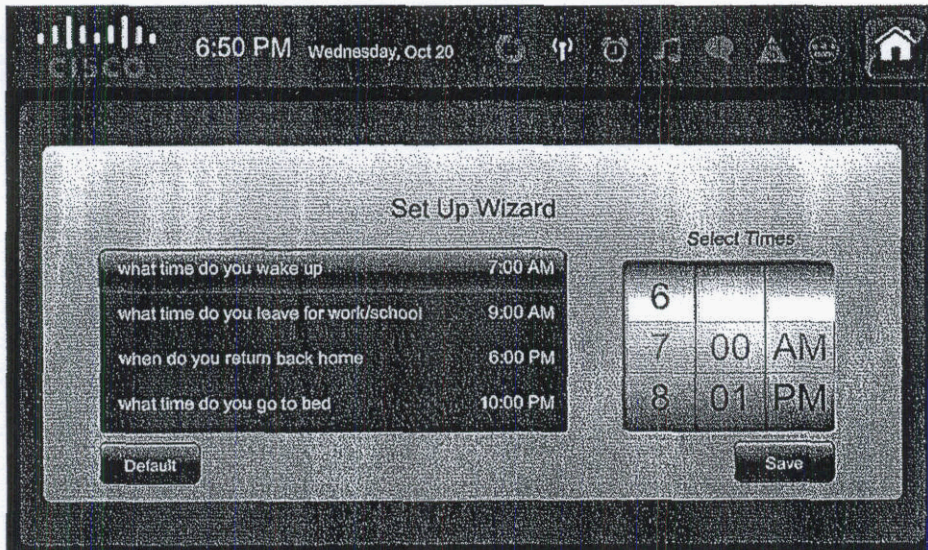 CISCO
6:50 PM Wednesday, Oct 20
Set Up Wizard
Select Times
what time do you wake up 7:00 AM
what time do you leave for work/school 9:00 AM
when do you return back home 6:00 PM
what time do you go to bed 10:00 PM
6
7 00 AM
8 01 PM
Default
Save